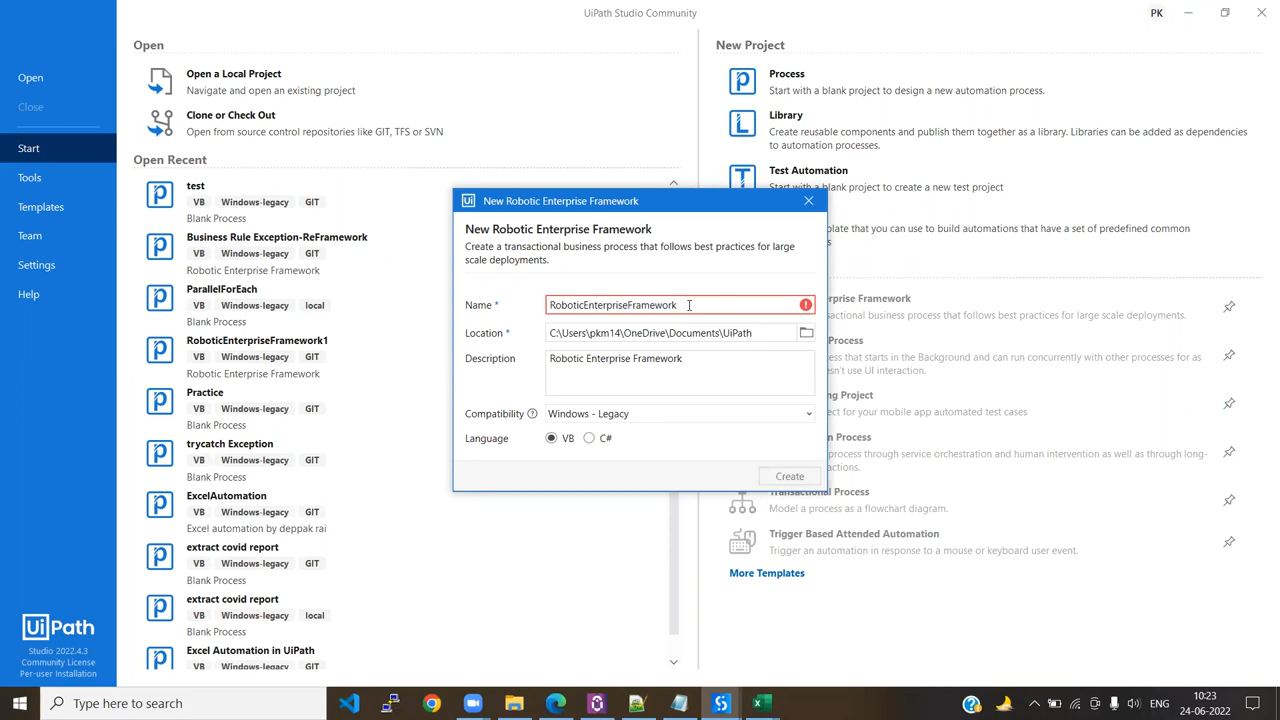 UiPath Studio Community
PK
Open
Close
Start
Tools
Templates
Team
Settings
Help
UiPath
Studio 2022.4.3
Community License
Per-user Installation
Open
Open a Local Project
Navigate and open an existing project
Clone or Check Out
Open from source control repositories like GIT, TFS or SVN
Open Recent
test
VB Windows-legacy GIT
Blank Process
Business Rule Exception-ReFramework
VB Windows-legacy GIT
Robotic Enterprise Framework
ParallelForEach
VB Windows-legacy local
Blank Process
RoboticEnterpriseFramework1
VB Windows-legacy GIT
Robotic Enterprise Framework
Practice
VB Windows-legacy GIT
Blank Process
trycatch Exception
VB Windows-legacy GIT
Blank Process
ExcelAutomation
VB Windows-legacy GIT
Excel automation by deppak rai
extract covid report
VB Windows-legacy GIT
Blank Process
extract covid report
VB Windows-legacy local
Blank Process
Excel Automation in UiPath
VB Windows-legacy GIT
New Project
Process
Start with a blank project to design a new automation process.
Library
Create reusable components and publish them together as a library. Libraries can be added as dependencies
to automation processes.
Test Automation
Start with a blank project to create a new test project
plate that you can use to build automations that have a set of predefined common
erprise Framework
nsactional business process that follows best practices for large scale deployments.
Process
ess that starts in the Background and can run concurrently with other processes for as
esn't use UI interaction.
ng Project
ect for your mobile app automated test cases
n Process
process through service orchestration and human intervention as well as through long-
actions.
Transactional Process
Model a process as a flowchart diagram.
Trigger Based Attended Automation
Trigger an automation in response to a mouse or keyboard user event.
More Templates
Ui New Robotic Enterprise Framework
New Robotic Enterprise Framework
Create a transactional business process that follows best practices for large
scale deployments.
Name *
RoboticEnterpriseFramework
Location *
C:\Users\pkm14\OneDrive\Documents\UiPath
Description
Robotic Enterprise Framework
Compatibility
Windows - Legacy
Language
VB
C#
Create
Type here to search
ENG
10:23
24-06-2022